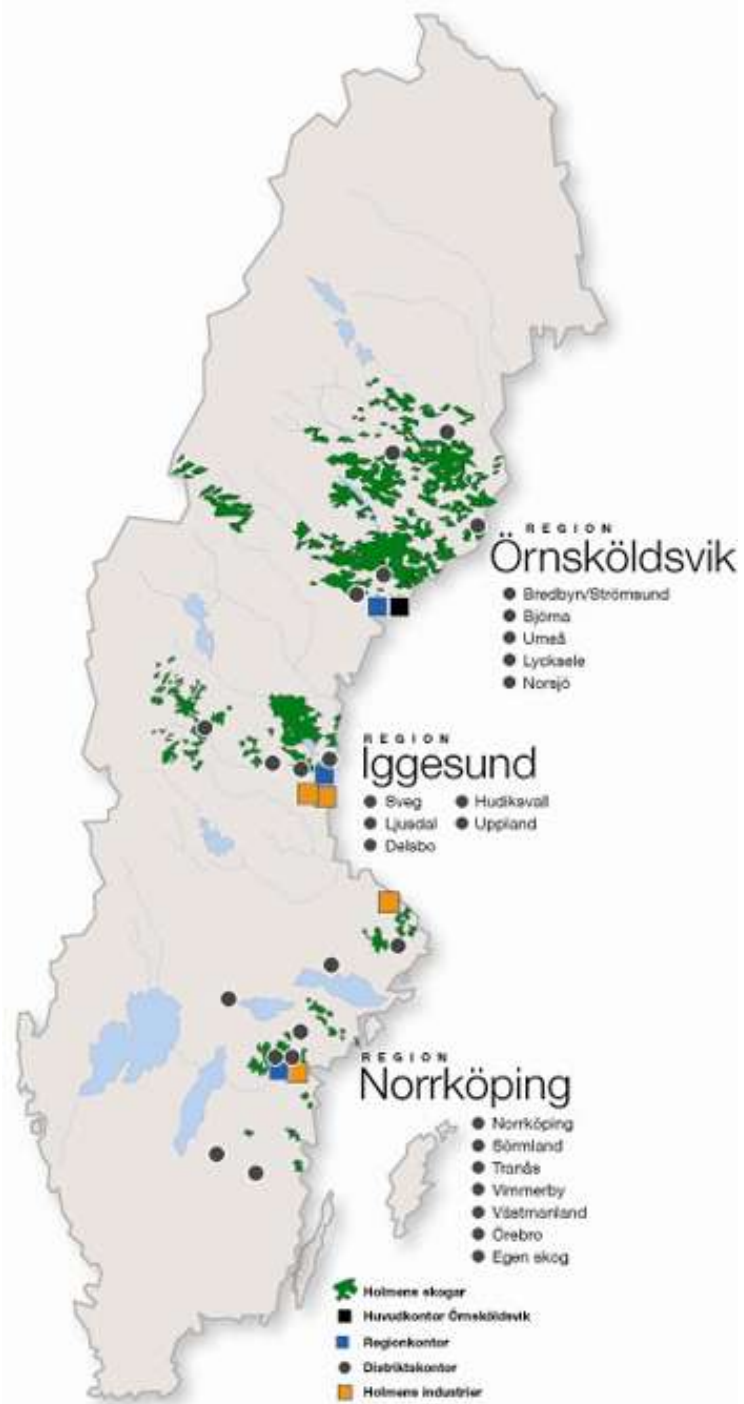 REGION
Örnsköldsvik
Bredbyn/Strömsund
Björna
Umeå
Lycksele
Norsjö
REGION
Iggesund
Sveg
Hudiksvall
Ljusdal
Uppland
Delsbo
REGION
Norrköping
Norrköping
Sörmland
Tranås
Vimmerby
Västmanland
Örebro
Egen skog
Holmens skogar
Huvudkontor Örnsköldsvik
Regionkontor
Distriktskontor
Holmens industrier